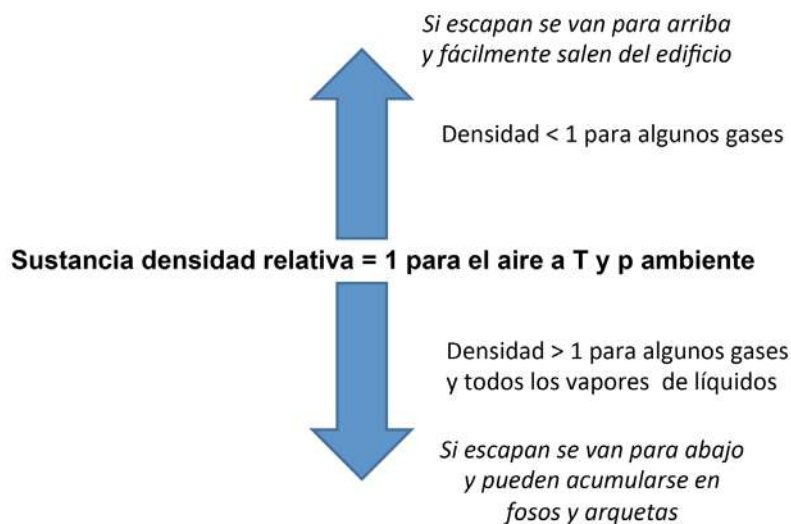 Si escapan se van para arriba
y fácilmente salen del edificio
Densidad < 1 para algunos gases
Sustancia densidad relativa = 1 para el aire a T y p ambiente
Densidad > 1 para algunos gases
y todos los vapores de líquidos
Si escapan se van para abajo
y pueden acumularse en
fosos y arquetas